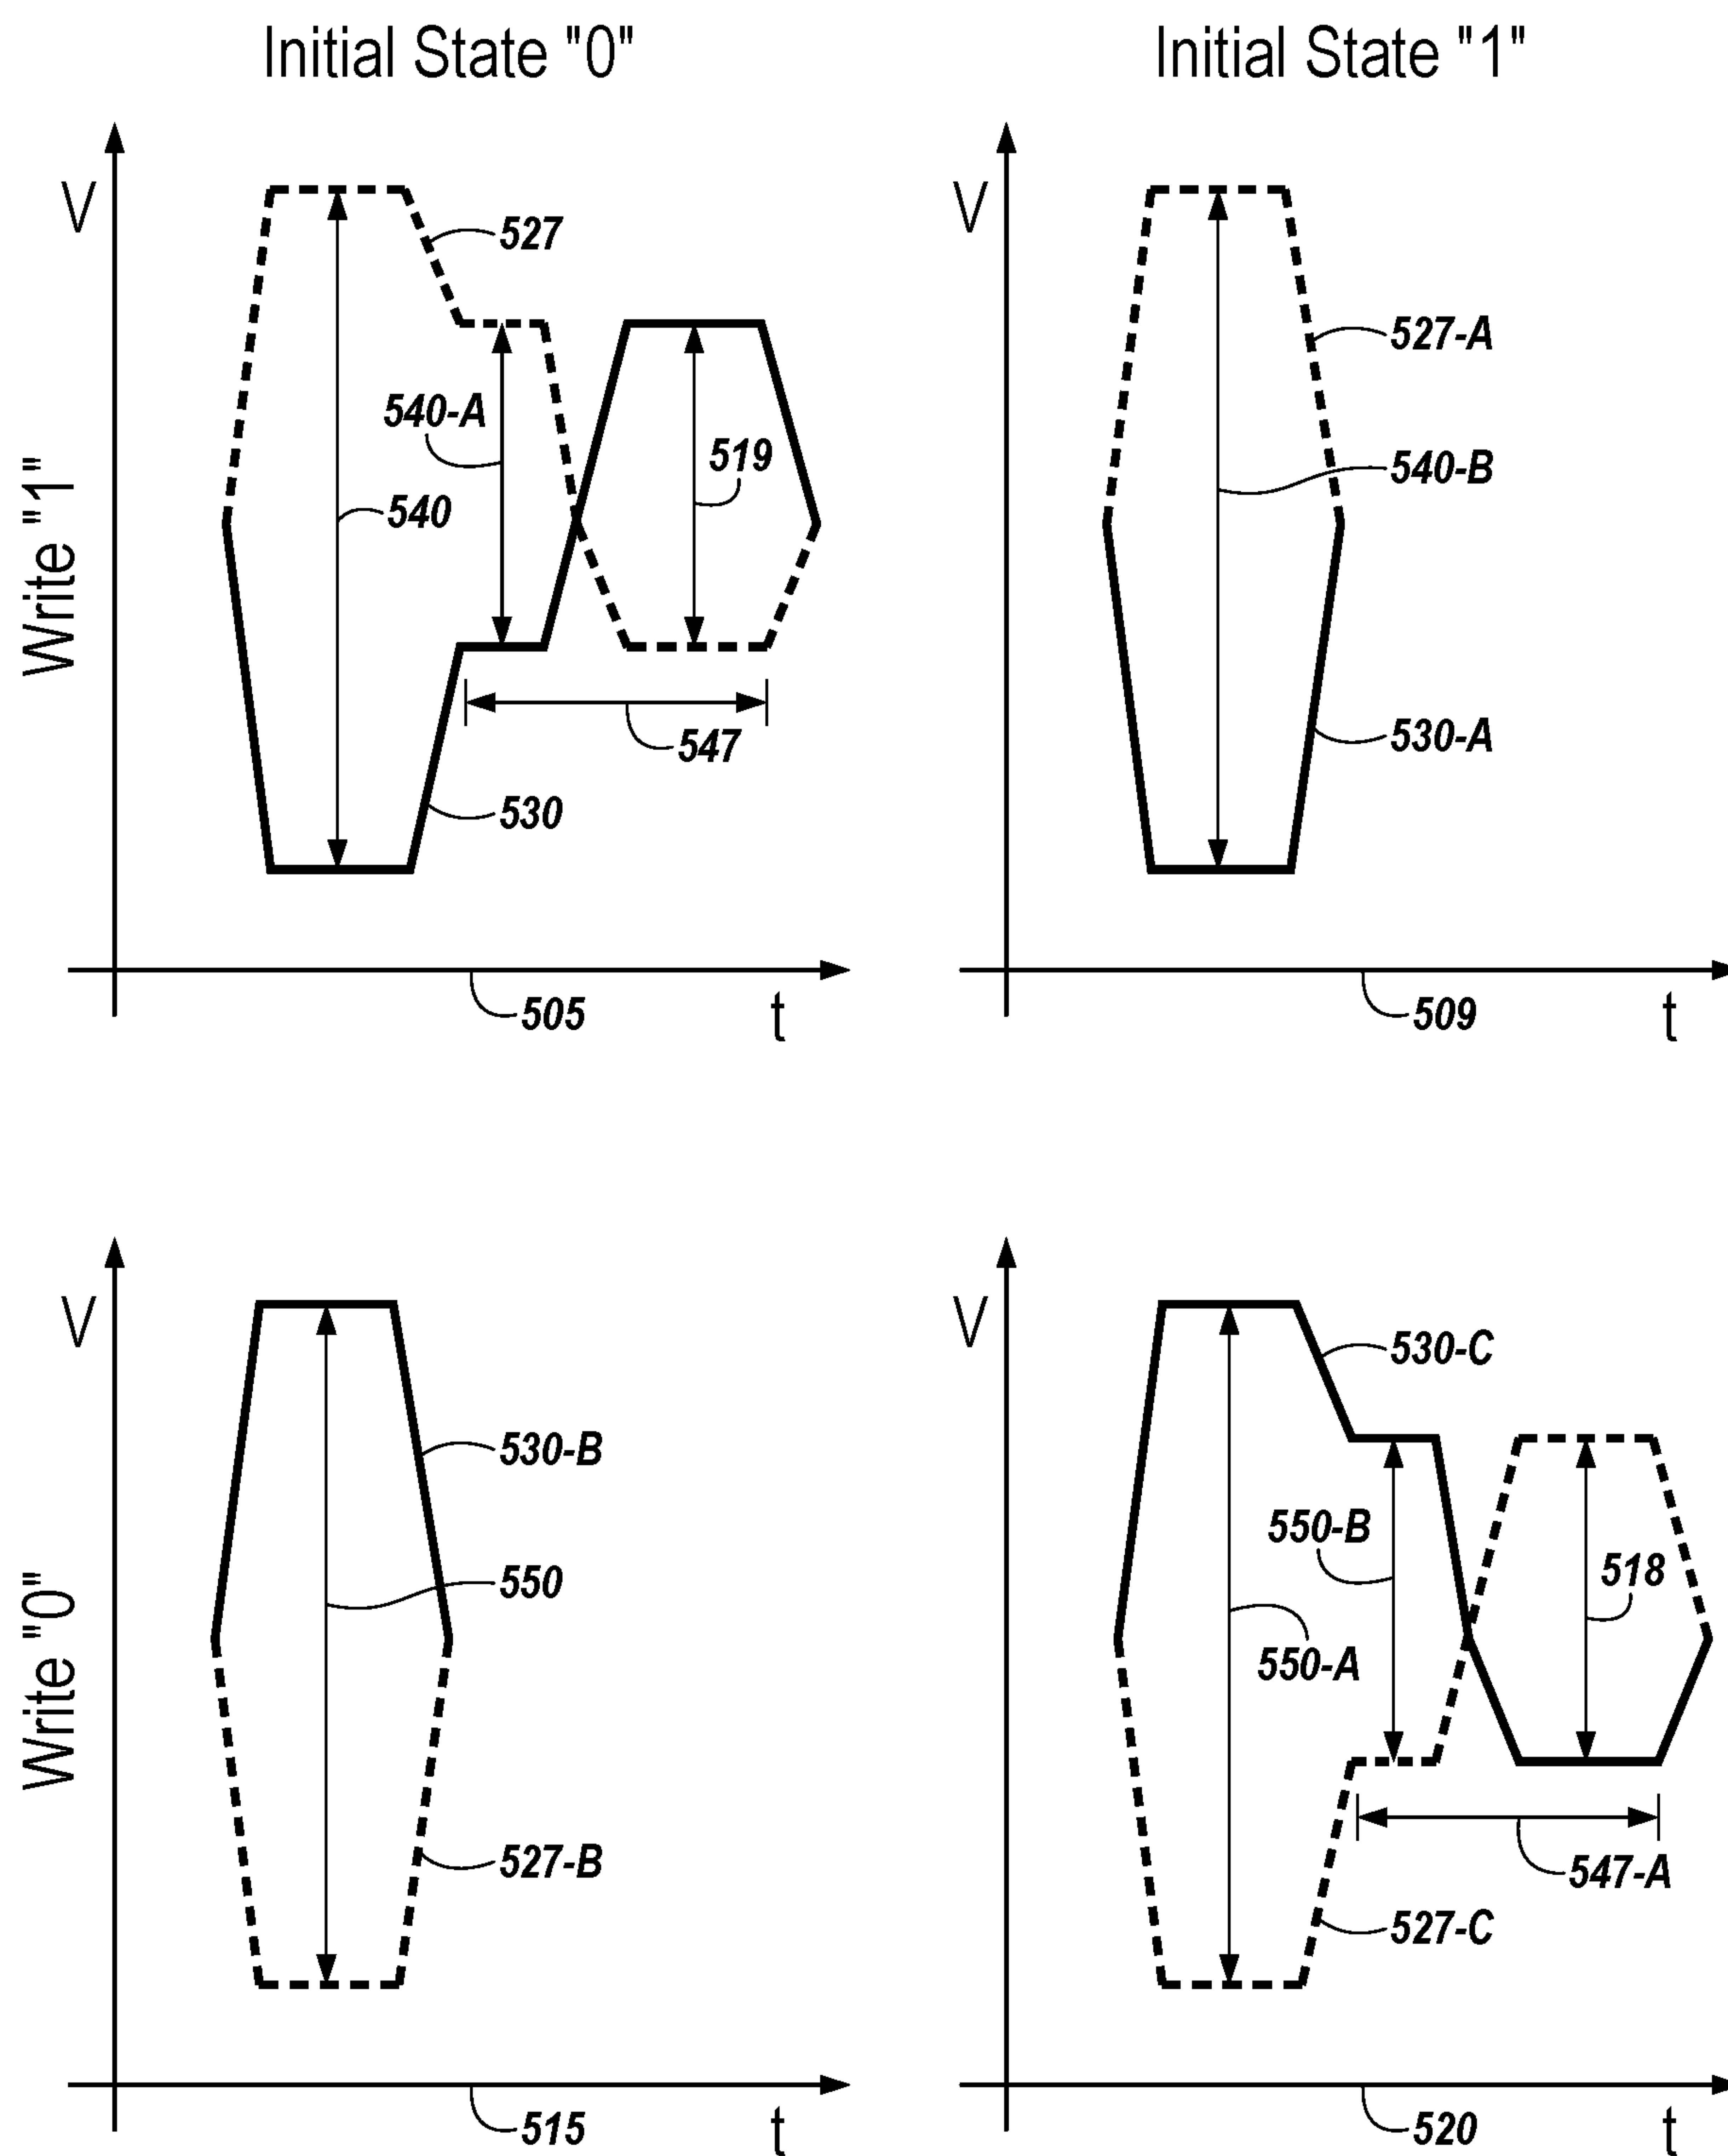 Initial State "0"
Initial State "1"
Write "1"
V
527
540-A
519
540
547
530
505
t
V
527-A
540-B
530-A
509
t
Write "0"
V
530-B
550
527-B
515
t
V
530-C
550-B
518
550-A
547-A
527-C
520
t